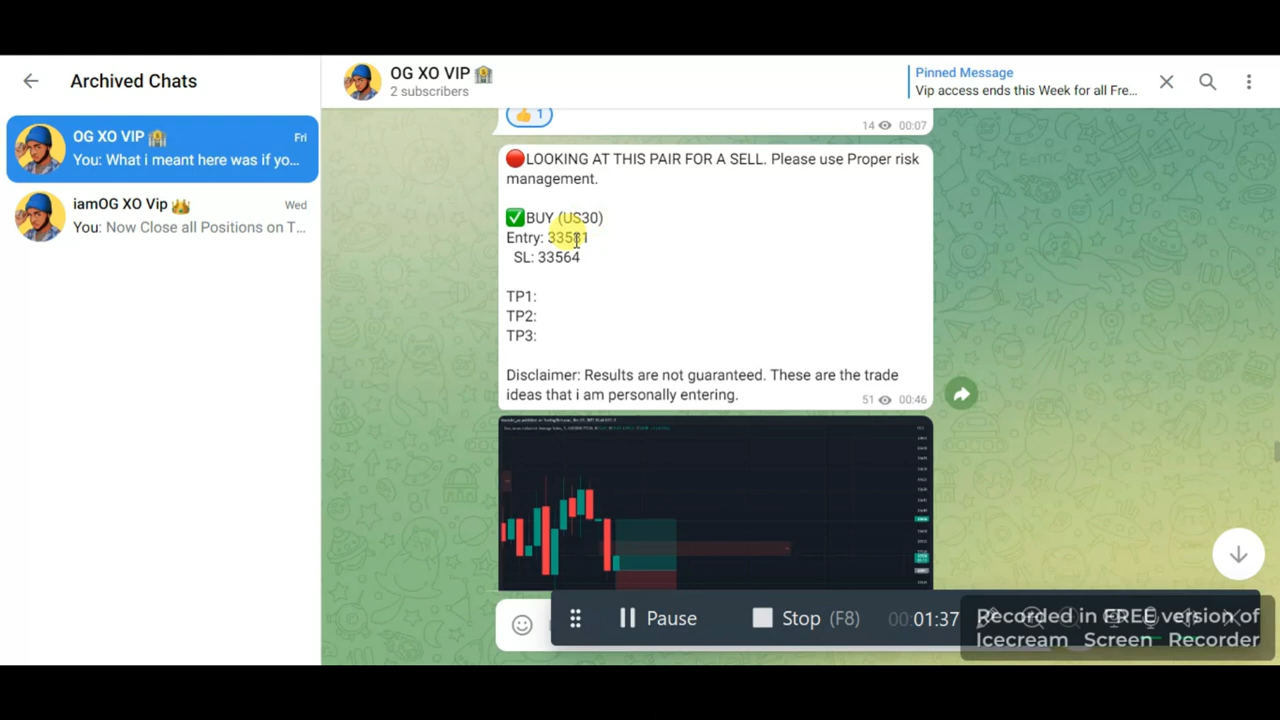 Archived Chats
OG XO VIP 🏦
Fri
You: What i meant here was if yo...
iamOG XO Vip 👑
Wed
You: Now Close all Positions on T...
OG XO VIP 🏦
2 subscribers
Pinned Message
Vip access ends this Week for all Fre...
👍 1
14 00:07
🔴LOOKING AT THIS PAIR FOR A SELL. Please use Proper risk
management.
✅BUY (US30)
Entry:
SL: 33564
TP1:
TP2:
TP3:
Disclaimer: Results are not guaranteed. These are the trade
ideas that i am personally entering.
51 00:46
Pause
Stop (F8)
00:01:37
Recorded in FREE version of
Icecream Screen Recorder